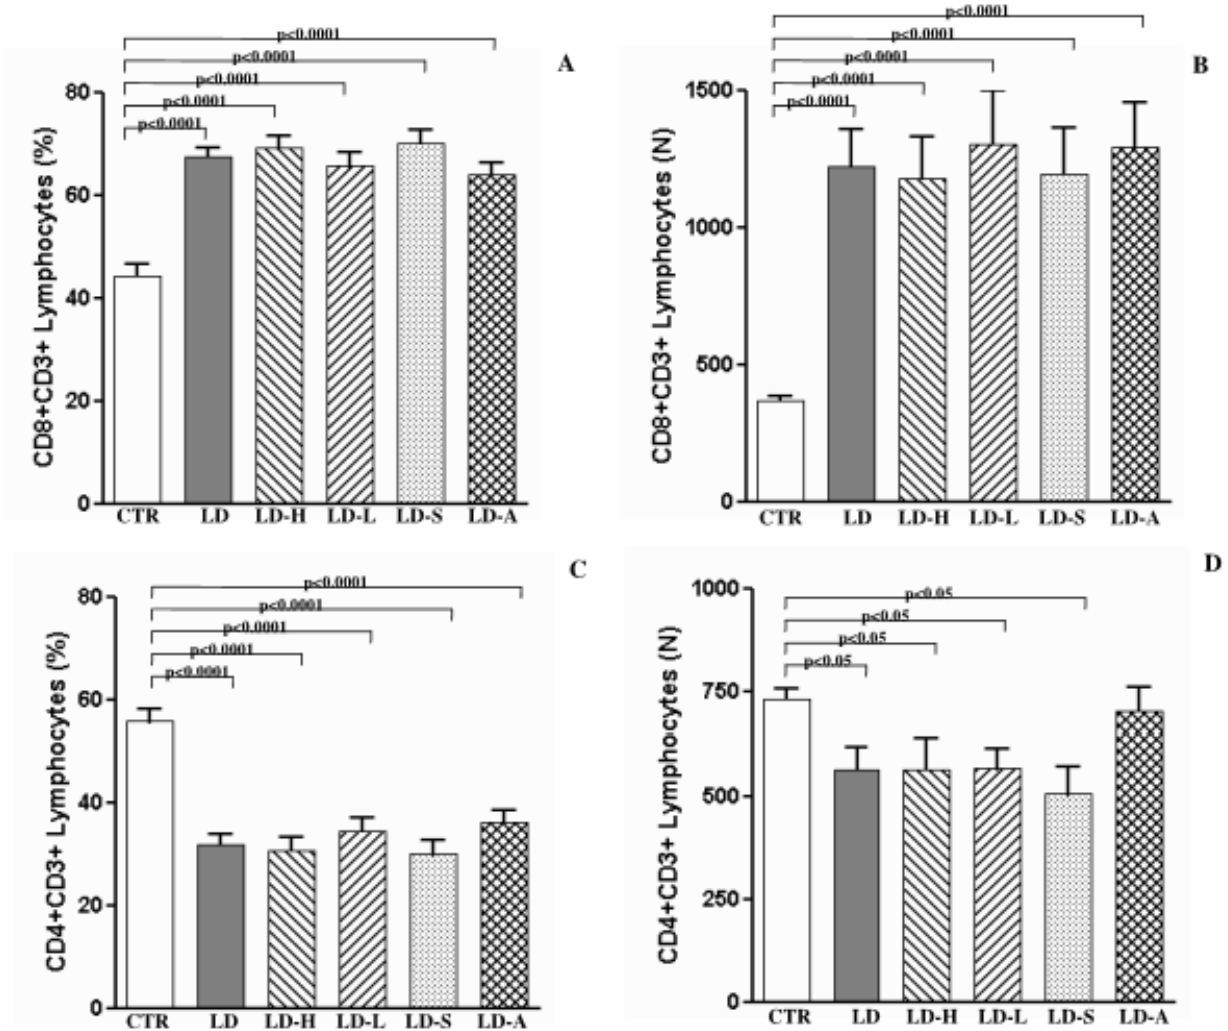 p<0.0001
p<0.0001
p<0.0001
p<0.0001
p<0.0001
A
CD8+CD3+ Lymphocytes (%)
80
60
40
20
0
CTR LD LD-H LD-L LD-S LD-A
p<0.0001
p<0.0001
p<0.0001
p<0.0001
p<0.0001
B
CD8+CD3+ Lymphocytes (N)
1500
1000
500
0
CTR LD LD-H LD-L LD-S LD-A
p<0.0001
p<0.0001
p<0.0001
p<0.0001
p<0.0001
C
CD4+CD3+ Lymphocytes (%)
80
60
40
20
0
CTR LD LD-H LD-L LD-S LD-A
p<0.05
p<0.05
p<0.05
p<0.05
D
CD4+CD3+ Lymphocytes (N)
1000
750
500
250
0
CTR LD LD-H LD-L LD-S LD-A